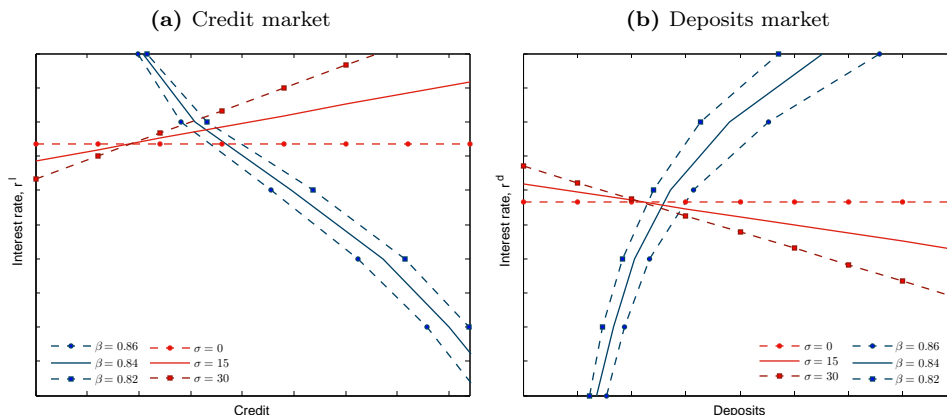 (a) Credit market
(b) Deposits market
Interest rate, r^l
β = 0.86
β = 0.84
β = 0.82
σ = 0
σ = 15
σ = 30
Credit
Interest rate, r^d
σ = 0
σ = 15
σ = 30
β = 0.86
β = 0.84
β = 0.82
Deposits